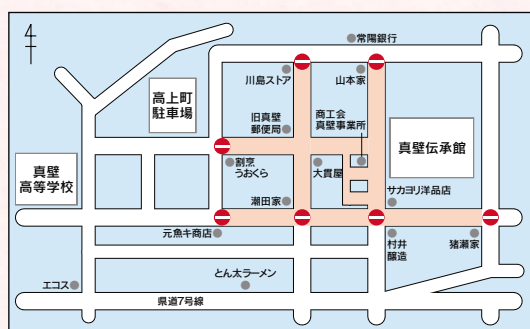 4
常陽銀行
川島ストア
山本家
高上町
駐車場
旧真壁
郵便局
商工会
真壁事業所
真壁伝承館
真壁
高等学校
割烹
うおくら
大貫屋
サカヨリ洋品店
潮田家
元魚キ商店
村井
醸造
猪瀬家
エコス
とん太ラーメン
県道7号線